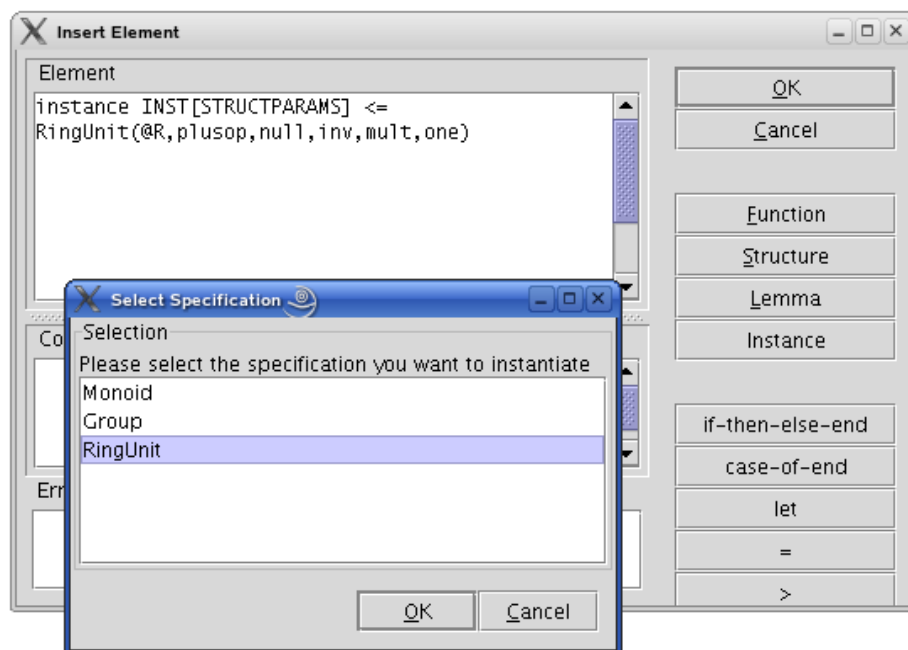 Insert Element
Element
instance INST[STRUCTPARAMS] <=
RingUnit(@R,plusop,null,inv,mult,one)
OK
Cancel
Function
Structure
Lemma
Instance
if-then-else-end
case-of-end
let
=
>
Co
Err
Select Specification
Selection
Please select the specification you want to instantiate
Monoid
Group
RingUnit
OK
Cancel